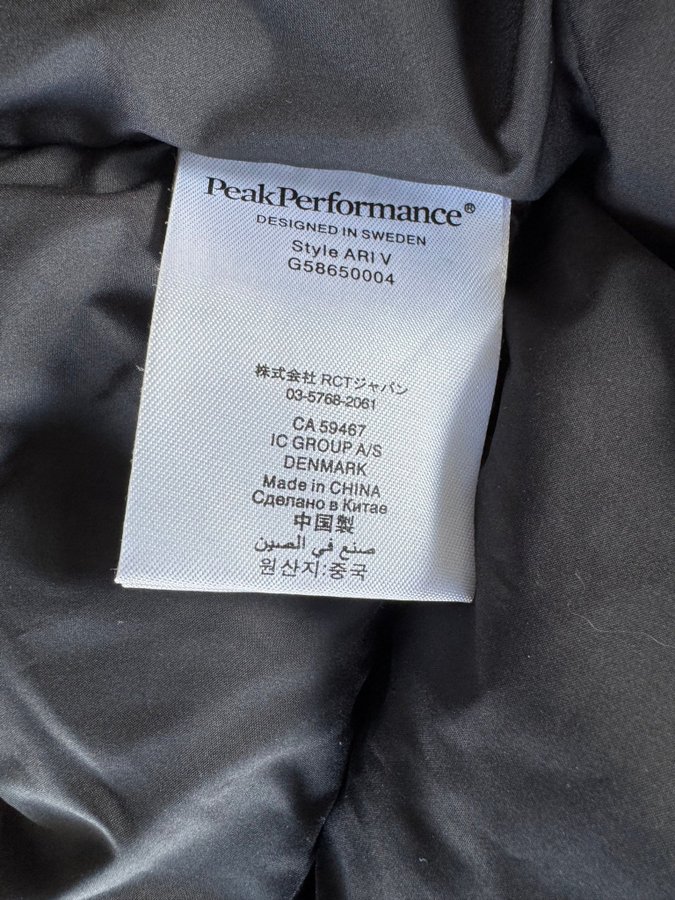 PeakPerformance®
DESIGNED IN SWEDEN
Style ARI V
G58650004
株式会社 RCTジャパン
03-5768-2061
CA 59467
IC GROUP A/S
DENMARK
Made in CHINA
Сделано в Китае
中国製
صنع في الصين
원산지:중국